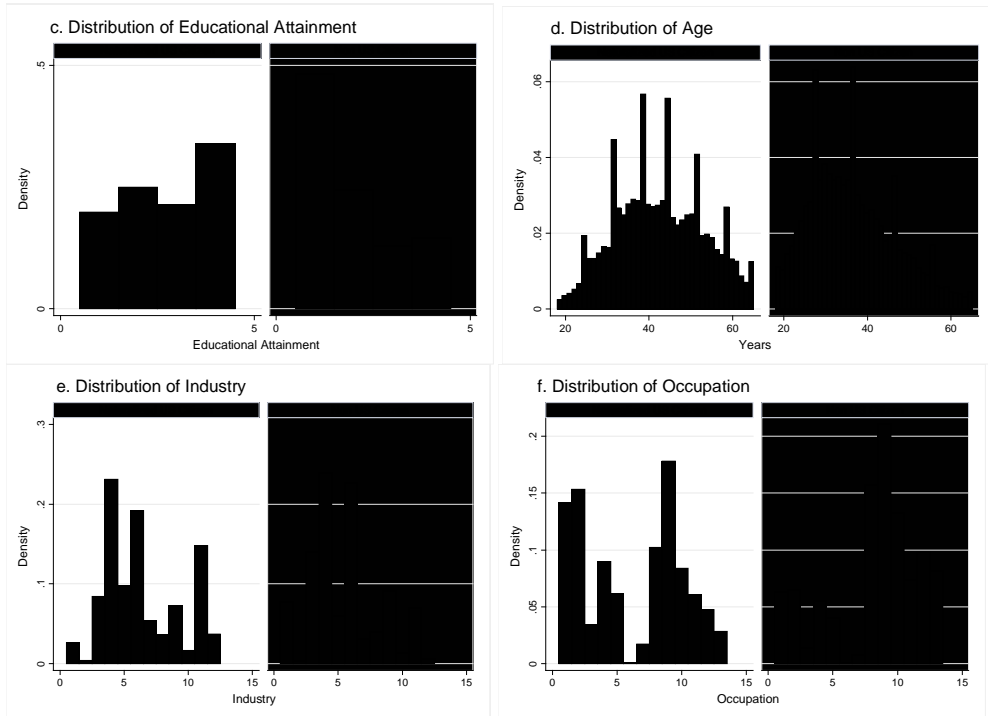 c. Distribution of Educational Attainment
.5
Density
0
0 5 0 5
Educational Attainment
d. Distribution of Age
.06
.04
Density
.02
0
20 40 60 20 40 60
Years
e. Distribution of Industry
.3
.2
Density
.1
0
0 5 10 15 0 5 10 15
Industry
f. Distribution of Occupation
.2
.15
Density
.1
.05
0
0 5 10 15 0 5 10 15
Occupation